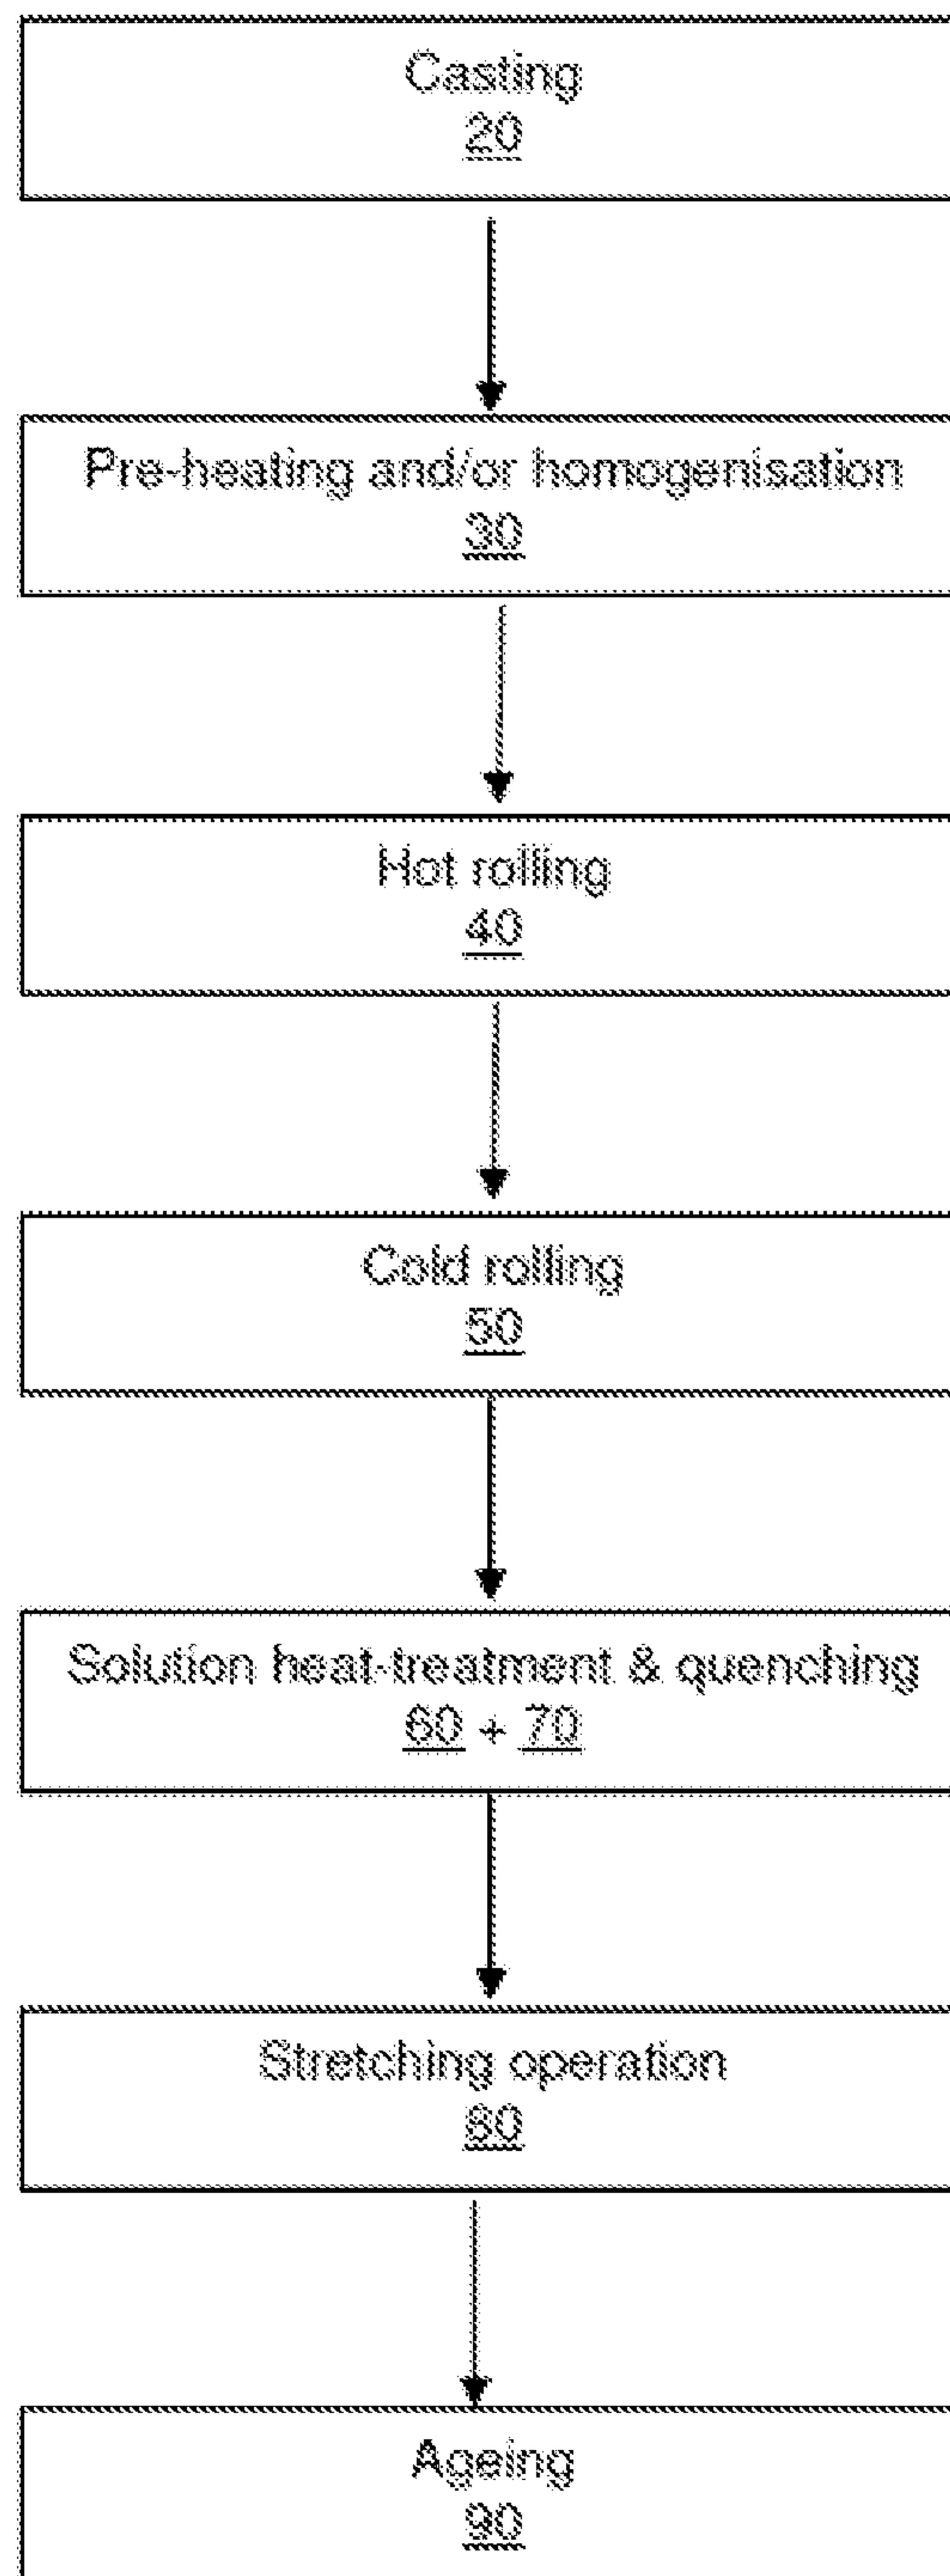 Casting
20
Pre-heating and/or homogenisation
30
Hot rolling
40
Cold rolling
50
Solution heat-treatment & quenching
60 + 70
Stretching operation
80
Ageing
90